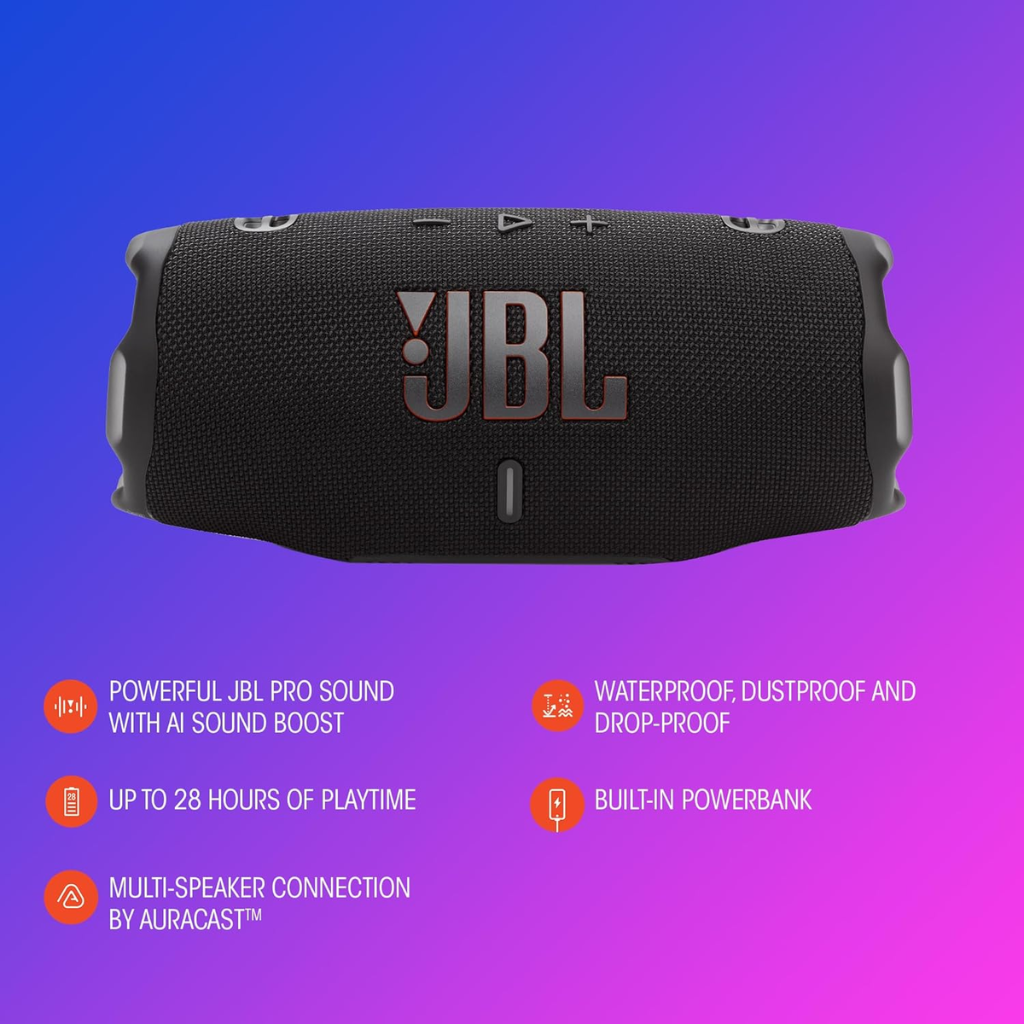 JBL
POWERFUL JBL PRO SOUND
WITH AI SOUND BOOST
UP TO 28 HOURS OF PLAYTIME
28
MULTI-SPEAKER CONNECTION
BY AURACAST™
WATERPROOF, DUSTPROOF AND
DROP-PROOF
BUILT-IN POWERBANK